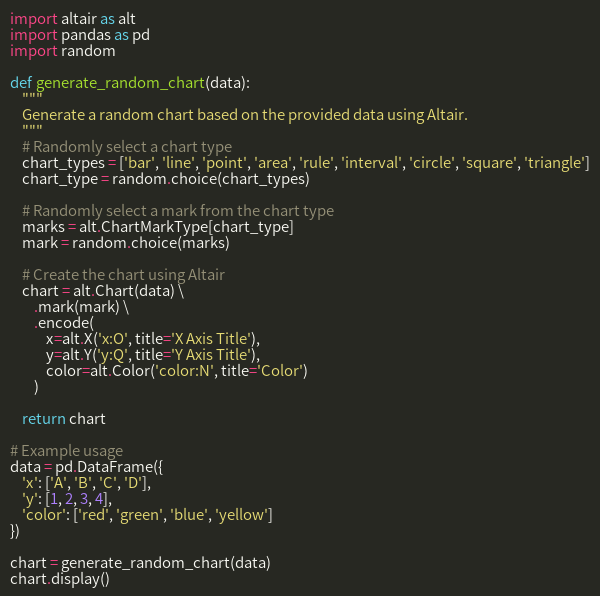 import altair as alt
import pandas as pd
import random

def generate_random_chart(data):
    """
    Generate a random chart based on the provided data using Altair.
    """
    # Randomly select a chart type
    chart_types = ['bar', 'line', 'point', 'area', 'rule', 'interval', 'circle', 'square', 'triangle']
    chart_type = random.choice(chart_types)

    # Randomly select a mark from the chart type
    marks = alt.ChartMarkType[chart_type]
    mark = random.choice(marks)

    # Create the chart using Altair
    chart = alt.Chart(data) \
        .mark(mark) \
        .encode(
            x=alt.X('x:O', title='X Axis Title'),
            y=alt.Y('y:Q', title='Y Axis Title'),
            color=alt.Color('color:N', title='Color')
        )

    return chart

# Example usage
data = pd.DataFrame({
    'x': ['A', 'B', 'C', 'D'],
    'y': [1, 2, 3, 4],
    'color': ['red', 'green', 'blue', 'yellow']
})

chart = generate_random_chart(data)
chart.display()